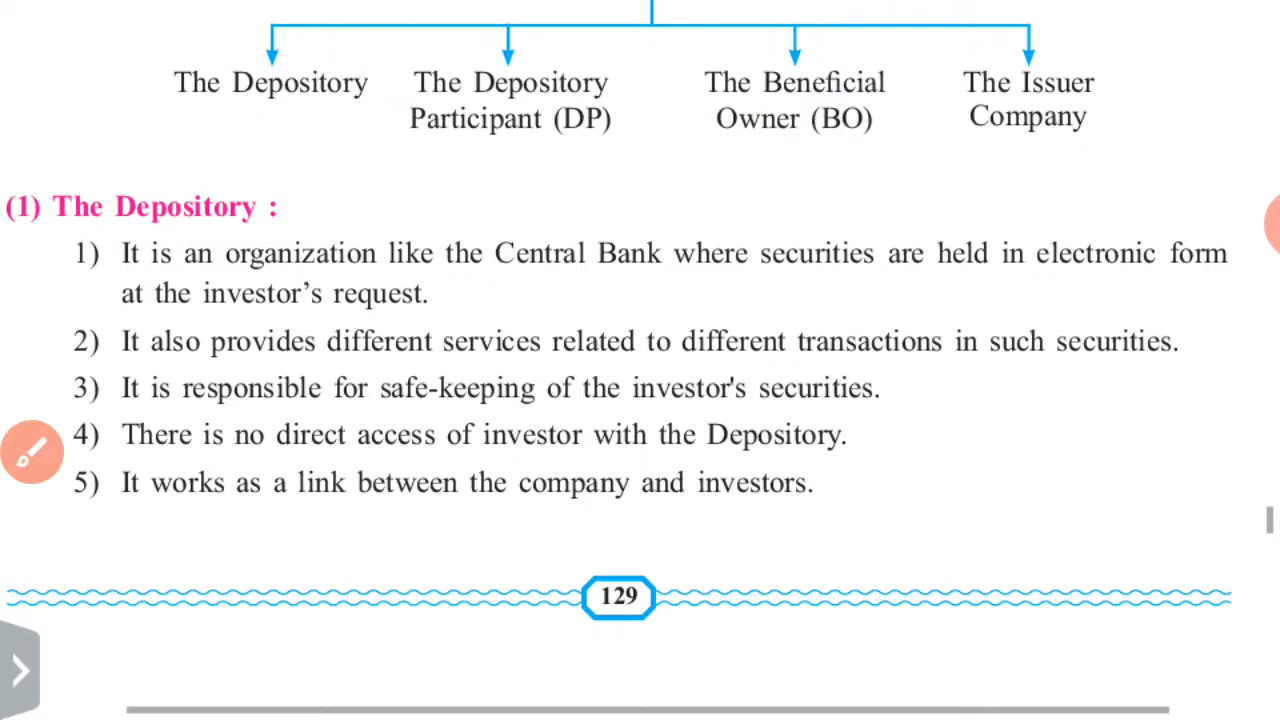 The Depository The Depository The Beneficial The Issuer
Participant (DP) Owner (BO) Company
(1) The Depository :
1) It is an organization like the Central Bank where securities are held in electronic form
at the investor’s request.
2) It also provides different services related to different transactions in such securities.
3) It is responsible for safe-keeping of the investor's securities.
4) There is no direct access of investor with the Depository.
5) It works as a link between the company and investors.
129